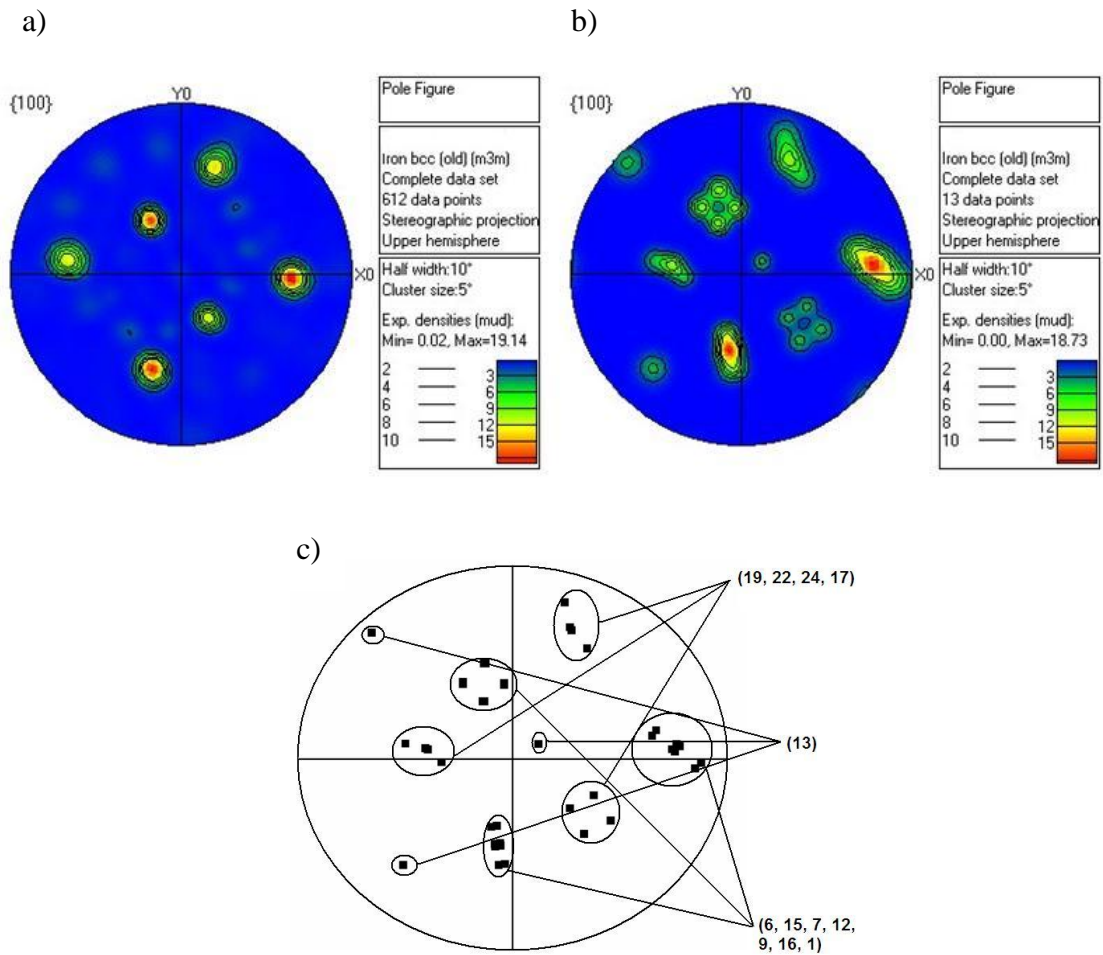 a)
{100}
Y0
X0
Pole Figure
Iron bcc (old) (m3m)
Complete data set
612 data points
Stereographic projection
Upper hemisphere
Half width:10°
Cluster size:5°
Exp. densities (mud):
Min= 0.02, Max=19.14
2
4
6
8
10
3
6
9
12
15
b)
{100}
Y0
X0
Pole Figure
Iron bcc (old) (m3m)
Complete data set
13 data points
Stereographic projection
Upper hemisphere
Half width:10°
Cluster size:5°
Exp. densities (mud):
Min= 0.00, Max=18.73
2
4
6
8
10
3
6
9
12
15
c)
(19, 22, 24, 17)
(13)
(6, 15, 7, 12,
9, 16, 1)